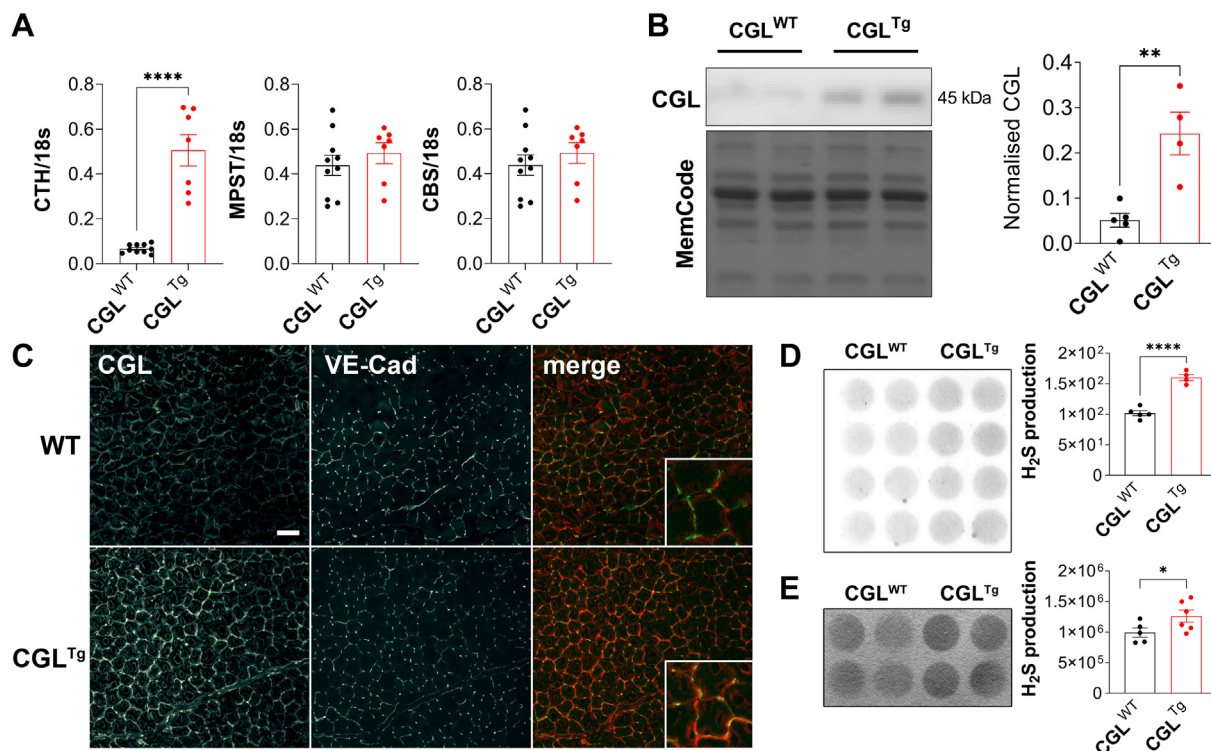 A
CTH/18s
0.8
0.6
0.4
0.2
0.0
****
CGL WT
CGL Tg
MPST/18s
0.8
0.6
0.4
0.2
0.0
CGL WT
CGL Tg
CBS/18s
0.8
0.6
0.4
0.2
0.0
CGL WT
CGL Tg
B
CGL^WT CGL^Tg
CGL
45 kDa
MemCode
Normalised CGL
0.4
0.3
0.2
0.1
0.0
**
CGL WT
CGL Tg
C
CGL VE-Cad merge
WT
CGL^Tg
D
CGL^WT CGL^Tg
H₂S production
2×10²
1.5×10²
1×10²
5×10¹
0
****
CGL WT
CGL Tg
E
CGL^WT CGL^Tg
H₂S production
2×10⁶
1.5×10⁶
1×10⁶
5×10⁵
0
*
CGL WT
CGL Tg